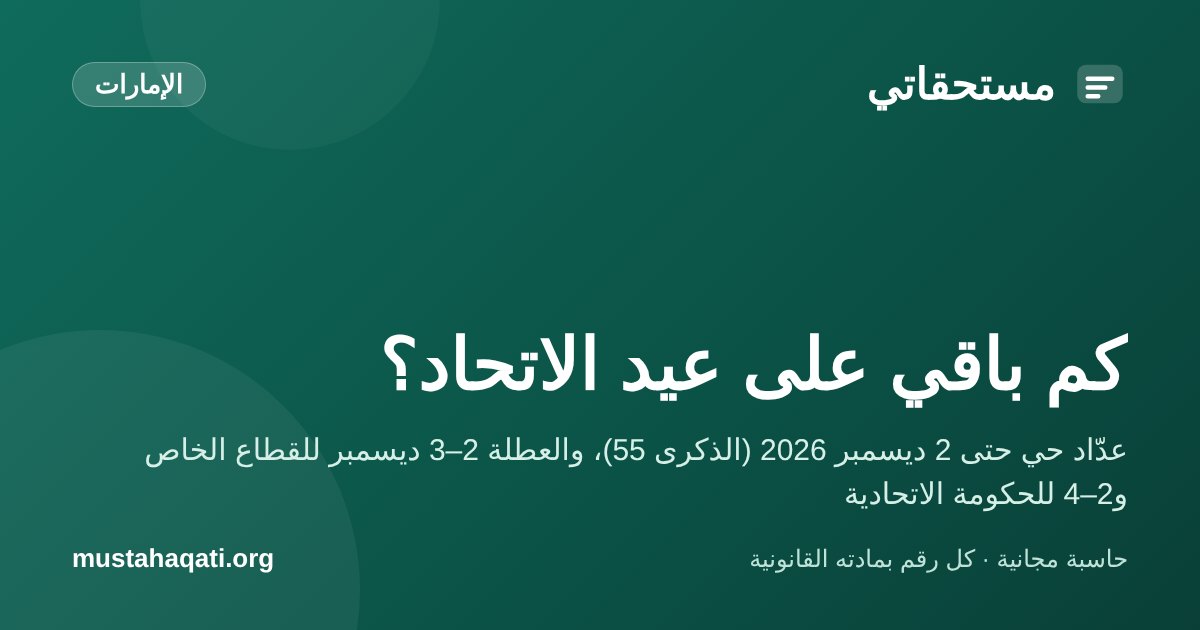 مستحقاتي
الإمارات
كم باقي على عيد الاتحاد؟
عدّاد حي حتى 2 ديسمبر 2026 (الذكرى 55)، والعطلة 2–3 ديسمبر للقطاع الخاص
و2–4 للحكومة الاتحادية
حاسبة مجانية · كل رقم بمادته القانونية
mustahaqati.org